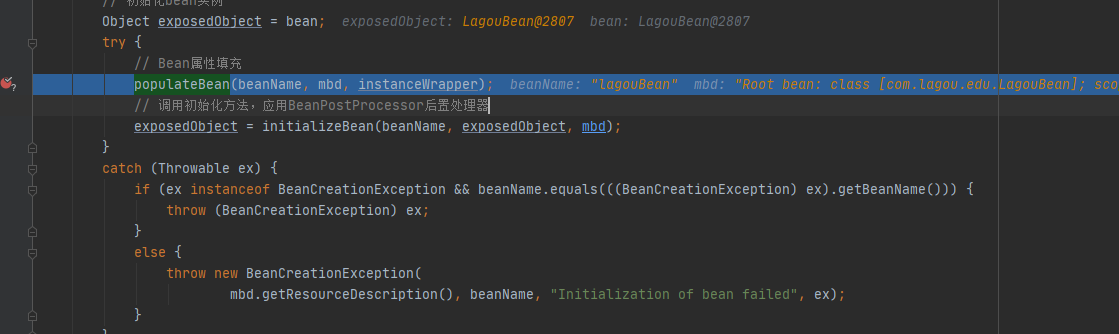 // 初始化bean实例
Object exposedObject = bean; exposedObject: LagouBean@2807 bean: LagouBean@2807
try {
// Bean属性填充
populateBean(beanName, mbd, instanceWrapper); beanName: "lagouBean" mbd: "Root bean: class [com.lagou.edu.LagouBean]; sco
// 调用初始化方法，应用BeanPostProcessor后置处理器
exposedObject = initializeBean(beanName, exposedObject, mbd);
}
catch (Throwable ex) {
if (ex instanceof BeanCreationException && beanName.equals(((BeanCreationException) ex).getBeanName())) {
throw (BeanCreationException) ex;
}
else {
throw new BeanCreationException(
mbd.getResourceDescription(), beanName, "Initialization of bean failed", ex);
}
}